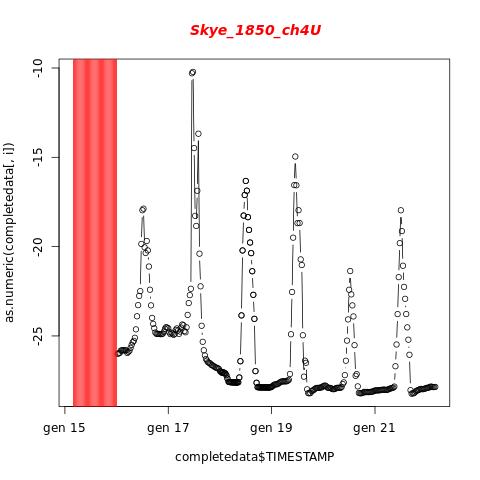 Skye_1850_ch4U
as.numeric(completedata[, i])
-10
-15
-20
-25
gen 15 gen 17 gen 19 gen 21
completedata$TIMESTAMP